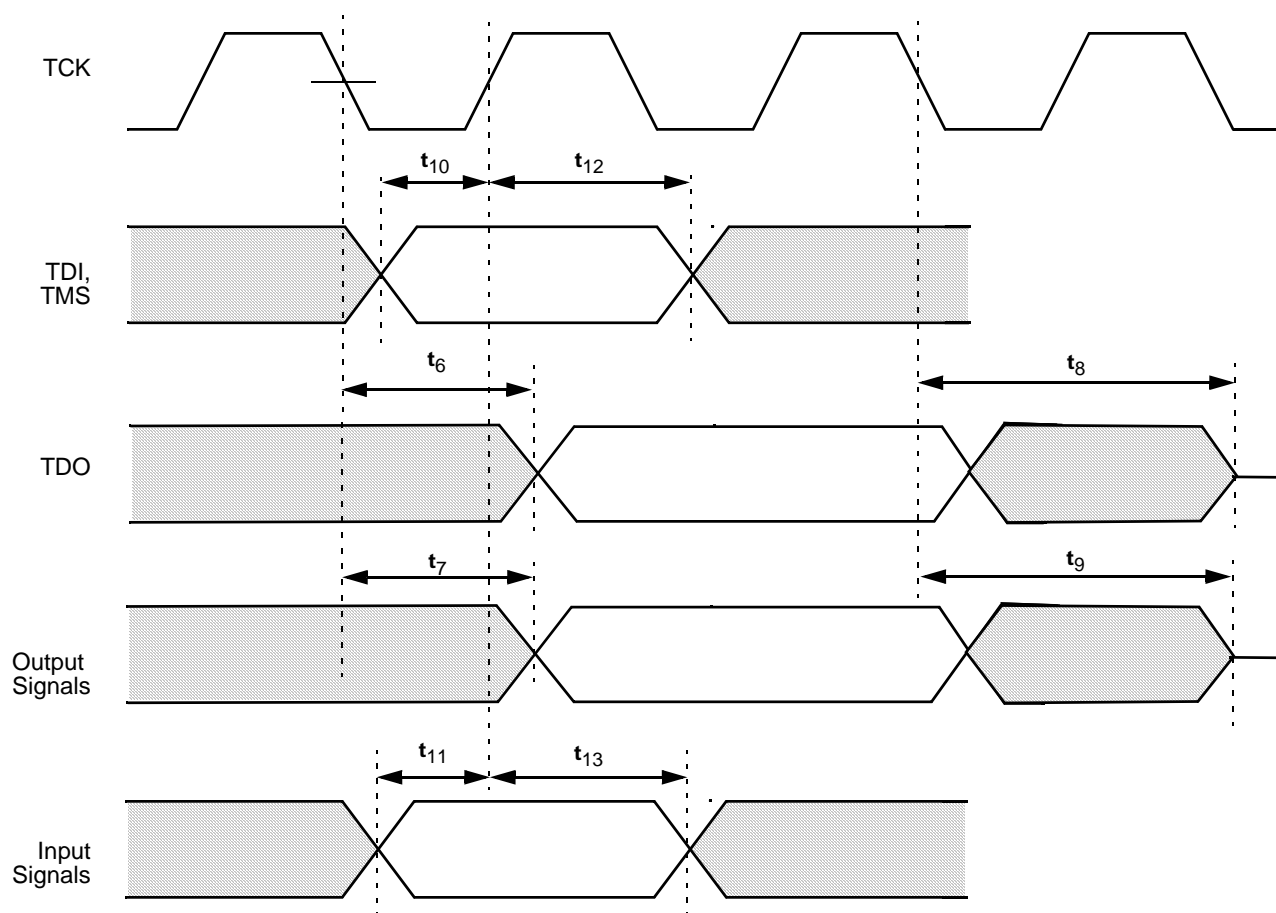 TCK
t10
t12
TDI,
TMS
t6
t8
TDO
t7
t9
Output
Signals
t11
t13
Input
Signals